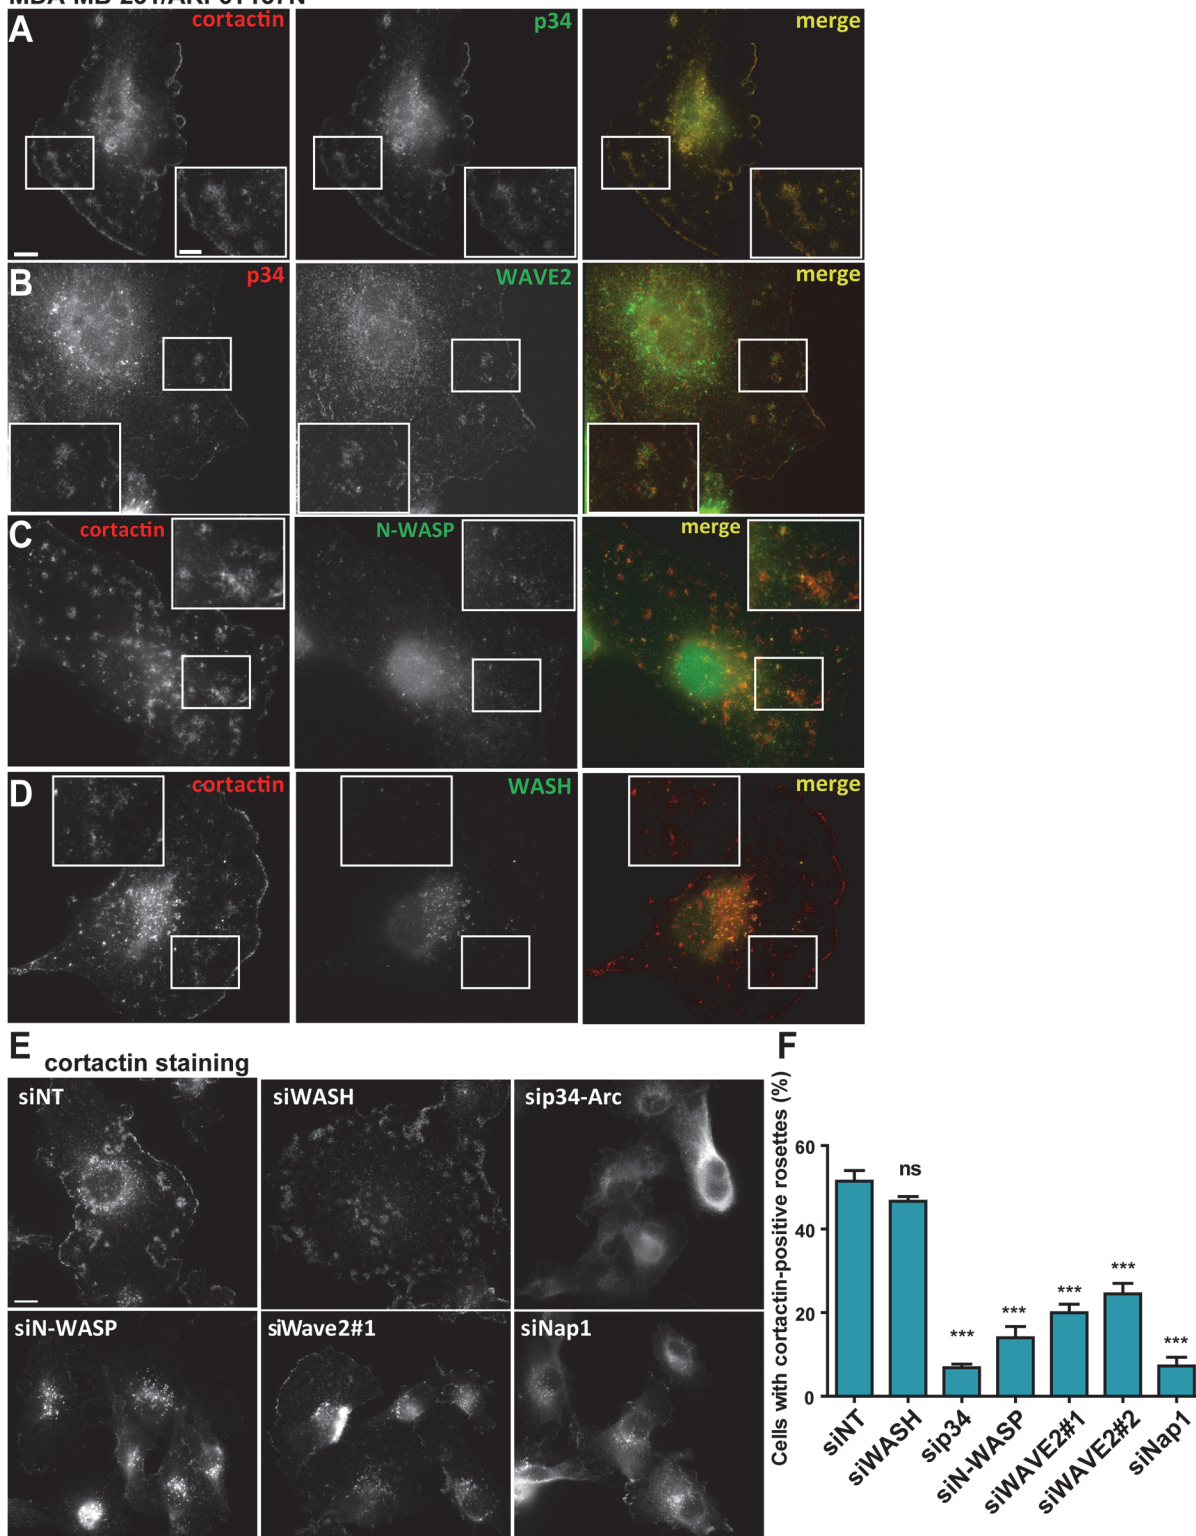 A
cortactin
p34
merge
B
p34
WAVE2
merge
C
cortactin
N-WASP
merge
D
cortactin
WASH
merge
E
F
cortactin staining
siNT
siWASH
sip34-Arc
siN-WASP
siWave2#1
siNap1
Cells with cortactin-positive rosettes (%)
60
40
20
0
ns
***
***
***
***
***
siNT
siWASH
sip34
siN-WASP
siWAVE2#1
siWAVE2#2
siNap1